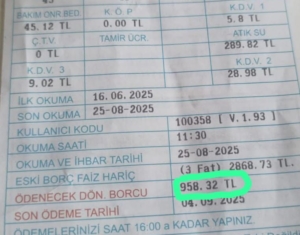 BAKIM ONR.BED. K Ö P K.D.V. 1
45.12 TL 0.00 TL 5.8 TL
Ç.T.V. TAMİR ÜCR. ATIK SU
0 TL 289.82 TL
K.D.V. 3 K.D.V. 2
9.02 TL 28.98 TL
İLK OKUMA 16.06.2025
SON OKUMA 25-08-2025
KULLANICI KODU 100358 [ V.1.93 ]
OKUMA SAATİ 11:03
OKUMA VE İHBAR TARİHİ 25-08-2025
ESKİ BORÇ FAİZ HARİÇ (3 Fat) 2868.73 TL.
ÖDENECEK DÖN. BORCU 958.32 TL
SON ÖDEME TARİHİ 04.09.2025
ÖDEMELERİNİZİ SAAT 16:00 a KADAR YAPINIZ.